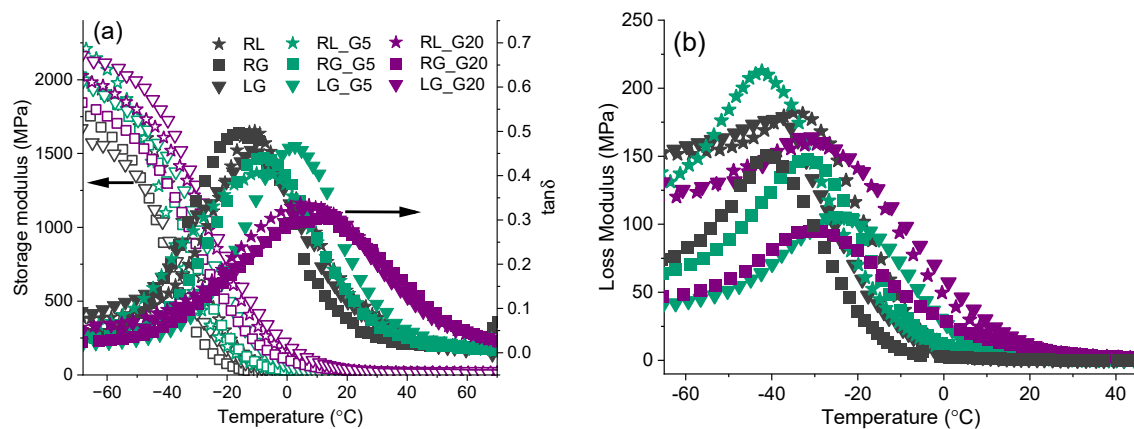 (a)
RL RL_G5 RL_G20
RG RG_G5 RG_G20
LG LG_G5 LG_G20
Storage modulus (MPa)
2000
1500
1000
500
0
−60 −40 −20 0 20 40 60
Temperature (°C)
0.7
0.6
0.5
0.4
0.3
0.2
0.1
0.0
tanδ
(b)
Loss Modulus (MPa)
250
200
150
100
50
0
-60 -40 -20 0 20 40
Temperature (°C)